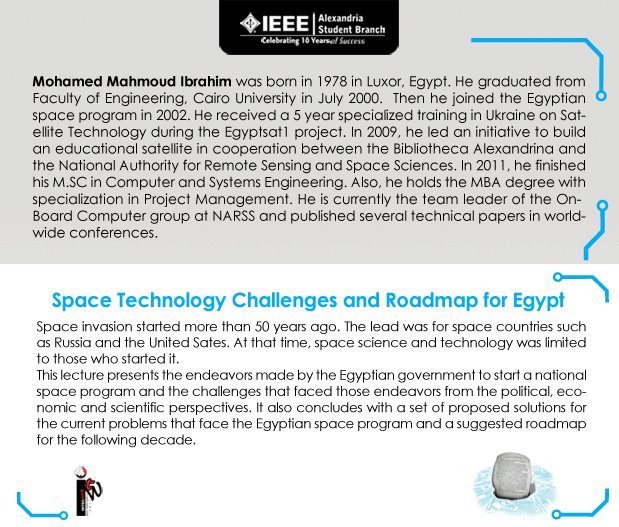 IEEE Alexandria
Student Branch
Celebrating 10 Years of Success
Mohamed Mahmoud Ibrahim was born in 1978 in Luxor, Egypt. He graduated from
Faculty of Engineering, Cairo University in July 2000. Then he joined the Egyptian
space program in 2002. He received a 5 year specialized training in Ukraine on Sat-
ellite Technology during the Egyptsat1 project. In 2009, he led an initiative to build
an educational satellite in cooperation between the Bibliotheca Alexandrina and
the National Authority for Remote Sensing and Space Sciences. In 2011, he finished
his M.SC in Computer and Systems Engineering. Also, he holds the MBA degree with
specialization in Project Management. He is currently the team leader of the On-
Board Computer group at NARSS and published several technical papers in world-
wide conferences.
Space Technology Challenges and Roadmap for Egypt
Space invasion started more than 50 years ago. The lead was for space countries such
as Russia and the United Sates. At that time, space science and technology was limited
to those who started it.
This lecture presents the endeavors made by the Egyptian government to start a national
space program and the challenges that faced those endeavors from the political, eco-
nomic and scientific perspectives. It also concludes with a set of proposed solutions for
the current problems that face the Egyptian space program and a suggested roadmap
for the following decade.